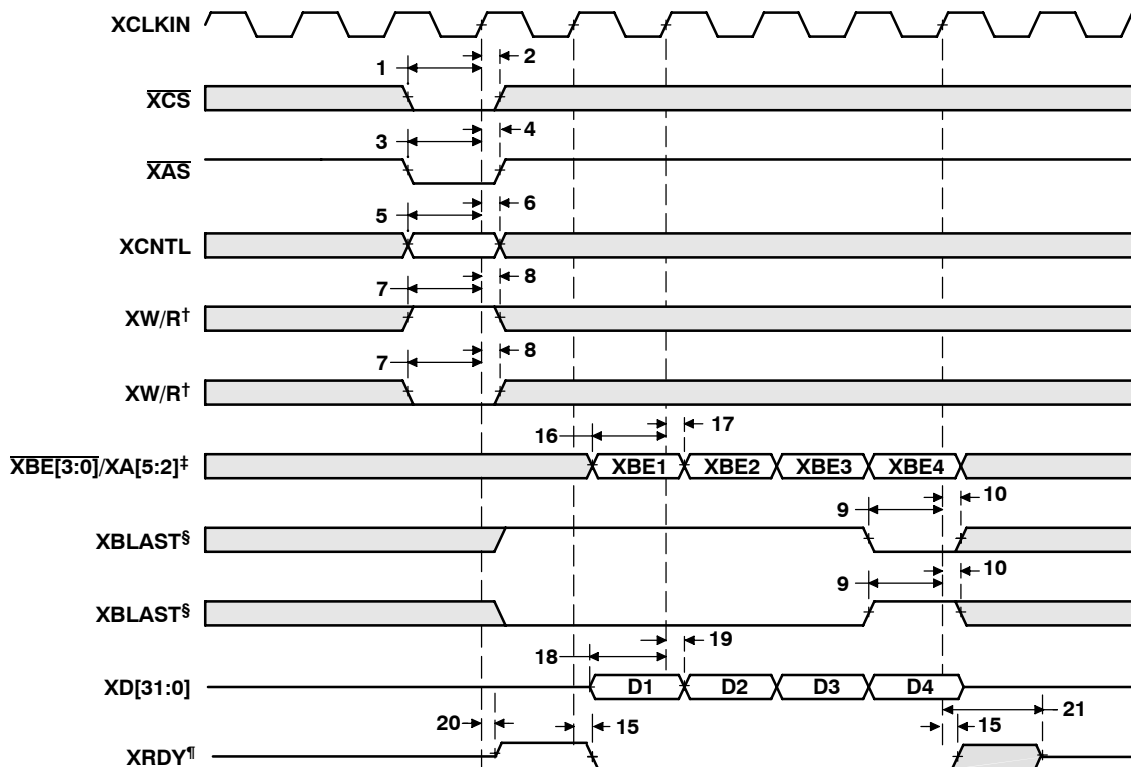 XCLKIN
1
2
XCS
3
4
XAS
5
6
XCNTL
7
8
XW/R†
7
8
XW/R†
16
17
XBE[3:0]/XA[5:2]‡
XBE1 XBE2 XBE3 XBE4
9
10
XBLAST§
9
10
XBLAST§
18
19
XD[31:0]
D1 D2 D3 D4
20
15
15
21
XRDY¶